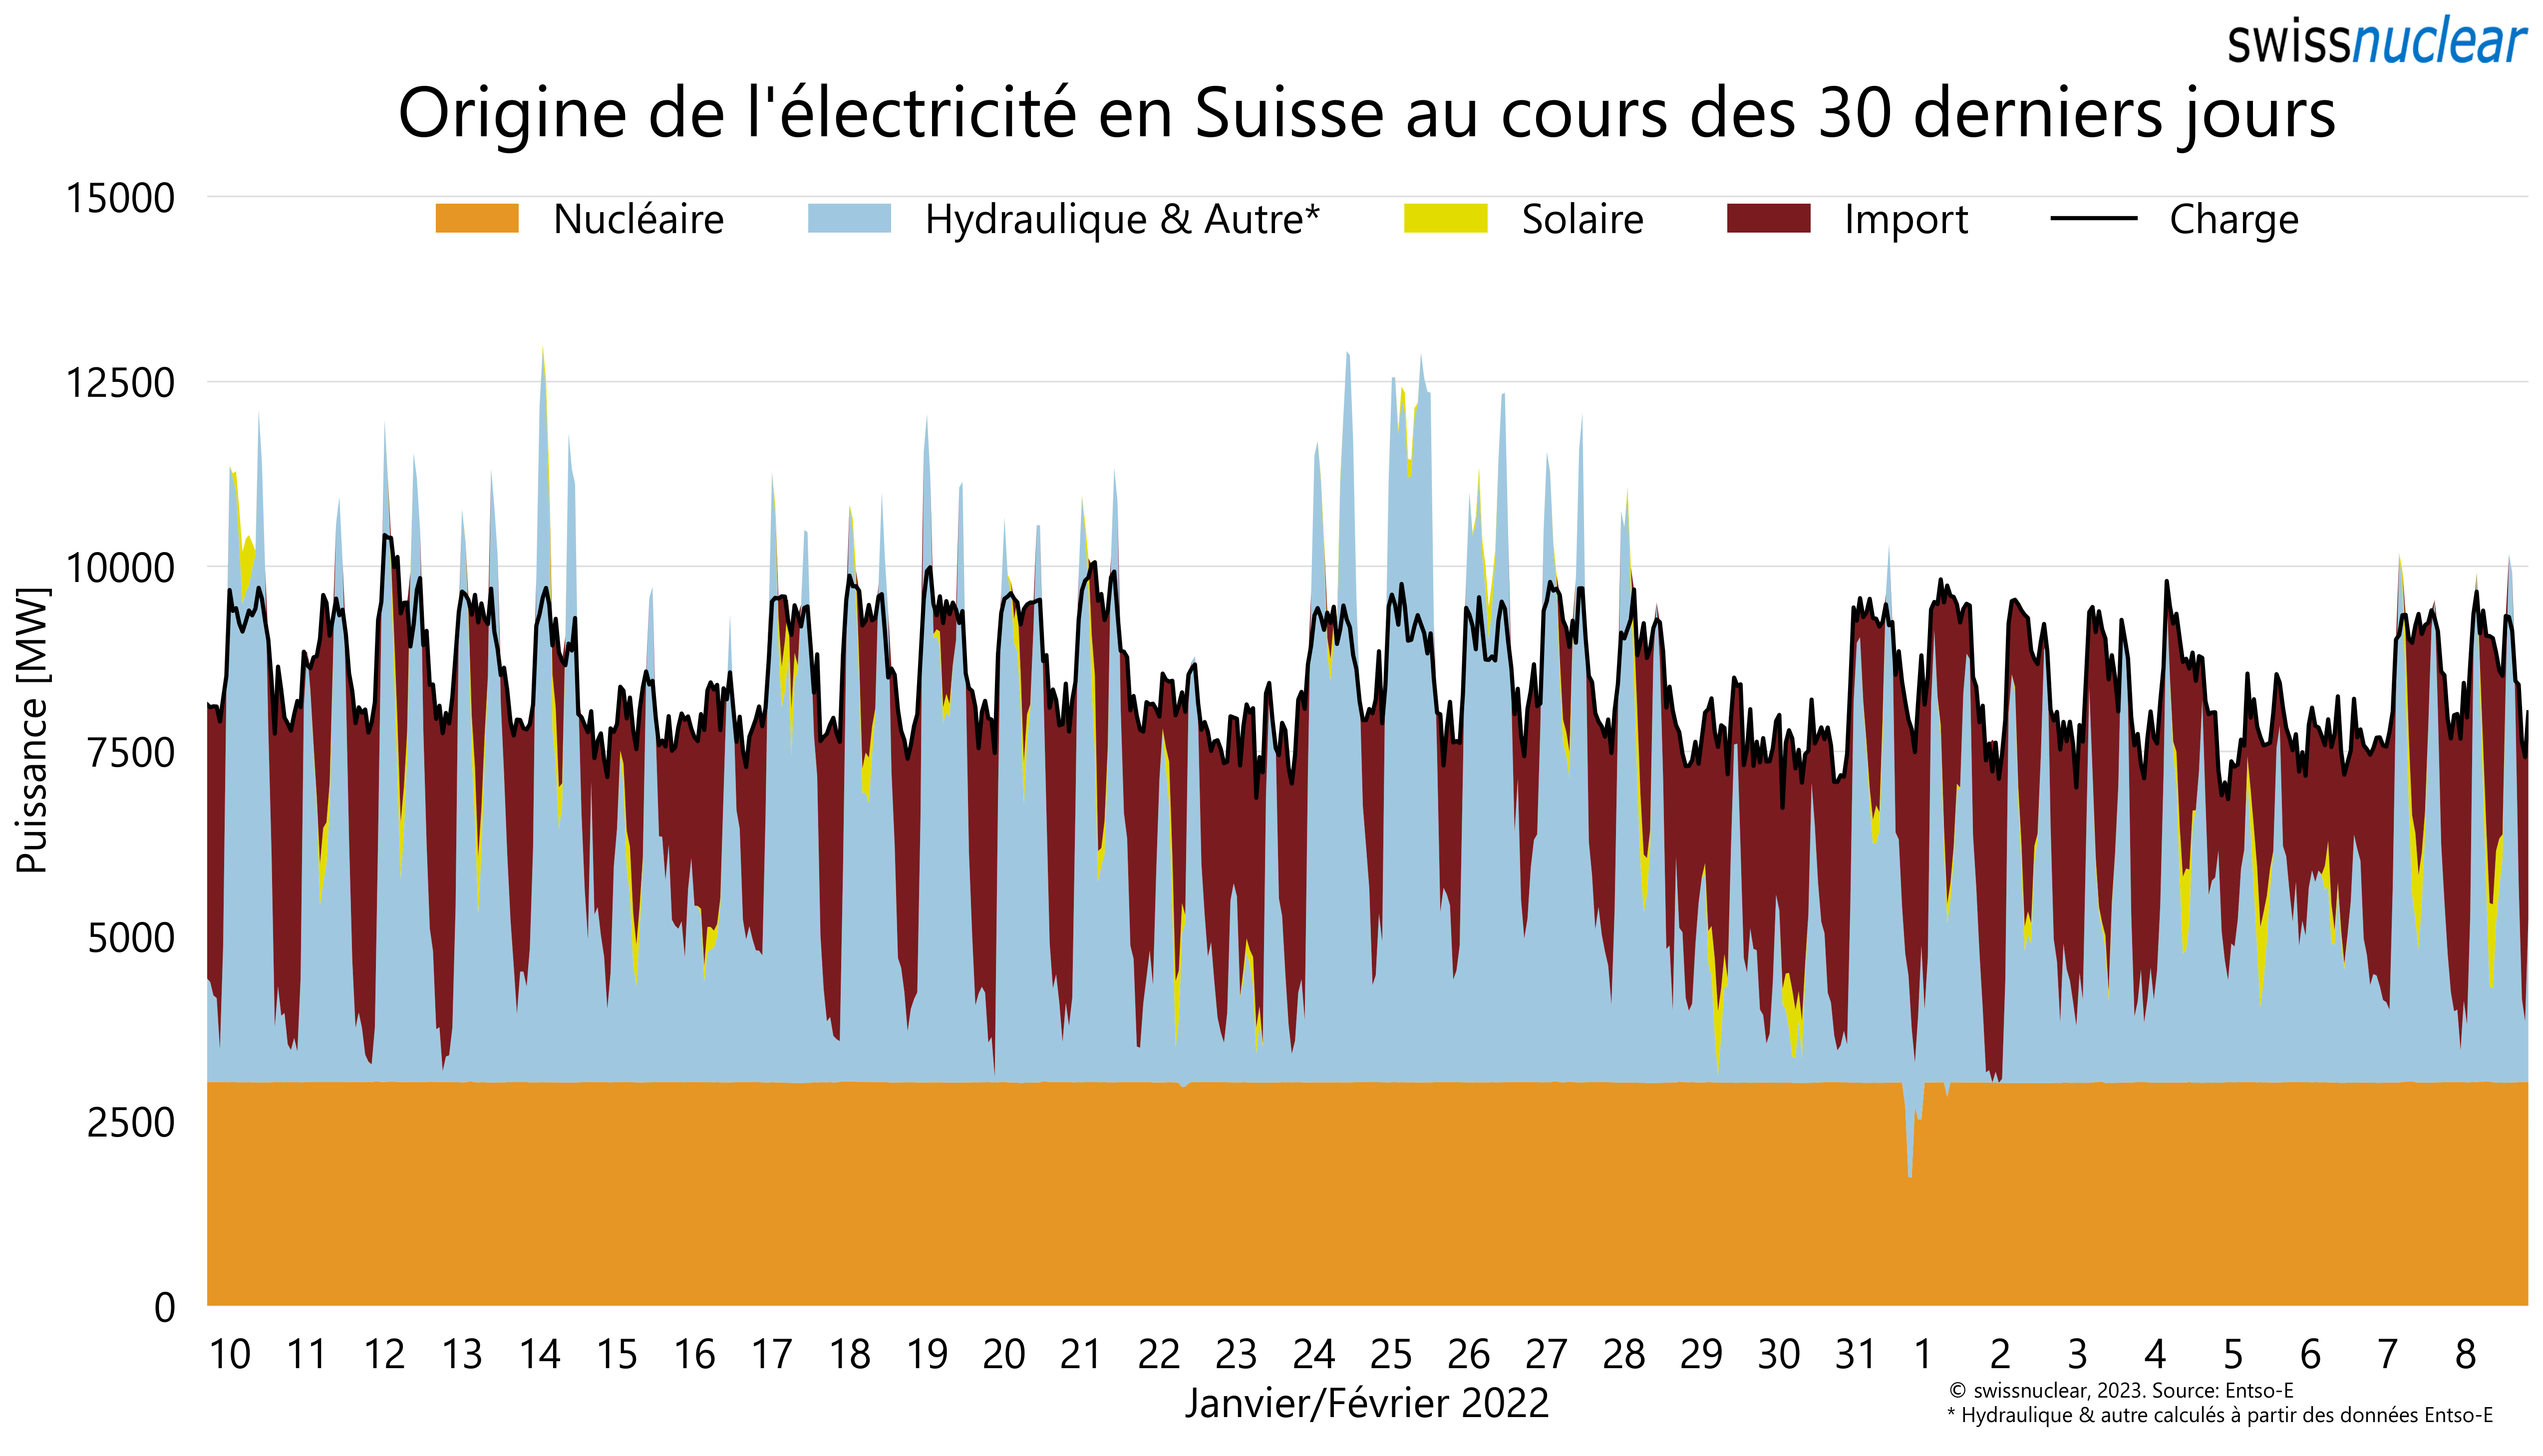 swissnuclear
Origine de l'électricité en Suisse au cours des 30 derniers jours
15000
Nucléaire Hydraulique & Autre* Solaire Import Charge
12500
10000
7500
5000
2500
0
Puissance [MW]
10 11 12 13 14 15 16 17 18 19 20 21 22 23 24 25 26 27 28 29 30 31 1 2 3 4 5 6 7 8
Janvier/Février 2022
© swissnuclear, 2023. Source: Entso-E
* Hydraulique & autre calculés à partir des données Entso-E